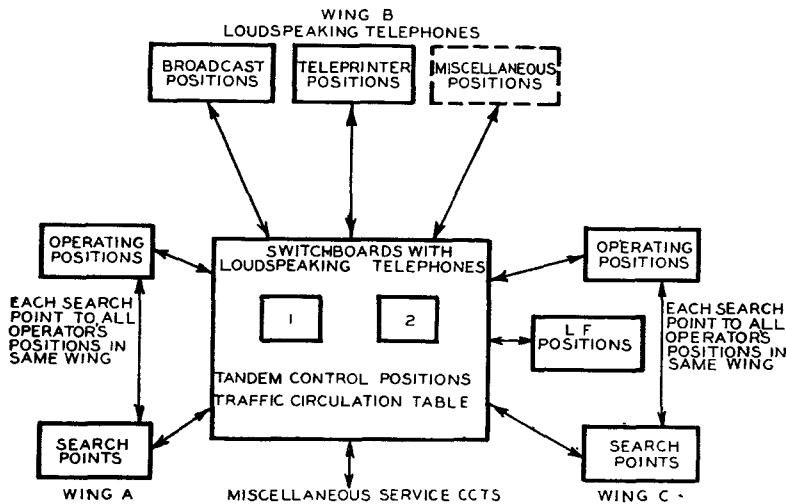 WING B
LOUDSPEAKING TELEPHONES
BROADCAST
POSITIONS
TELEPRINTER
POSITIONS
MISCELLANEOUS
POSITIONS
OPERATING
POSITIONS
EACH SEARCH
POINT TO ALL
OPERATOR'S
POSITIONS IN
SAME WING
SEARCH
POINTS
WING A
SWITCHBOARDS WITH
LOUDSPEAKING TELEPHONES
1
2
TANDEM CONTROL POSITIONS
TRAFFIC CIRCULATION TABLE
MISCELLANEOUS SERVICE CCTS
OPERATING
POSITIONS
L F
POSITIONS
EACH SEARCH
POINT TO ALL
OPERATOR'S
POSITIONS IN
SAME WING
SEARCH
POINTS
WING C